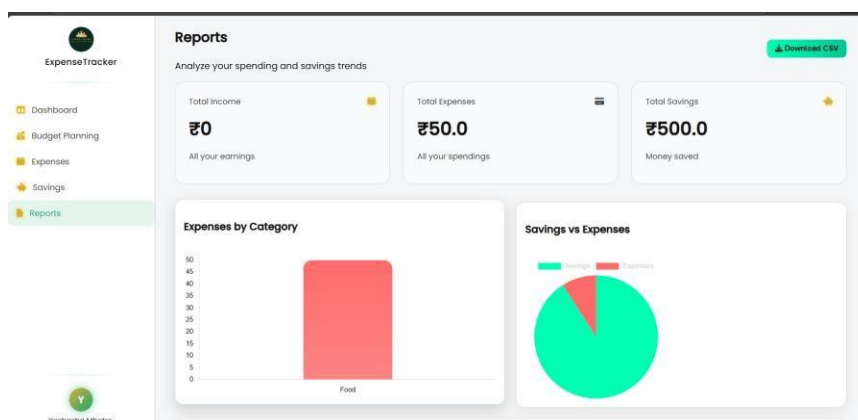 ExpenseTracker
Dashboard
Budget Planning
Expenses
Savings
Reports
Y
Reports
Analyze your spending and savings trends
Download CSV
Total Income
₹0
All your earnings
Total Expenses
₹50.0
All your spendings
Total Savings
₹500.0
Money saved
Expenses by Category
50
45
40
35
30
25
20
15
10
5
0
Food
Savings vs Expenses
Savings Expenses